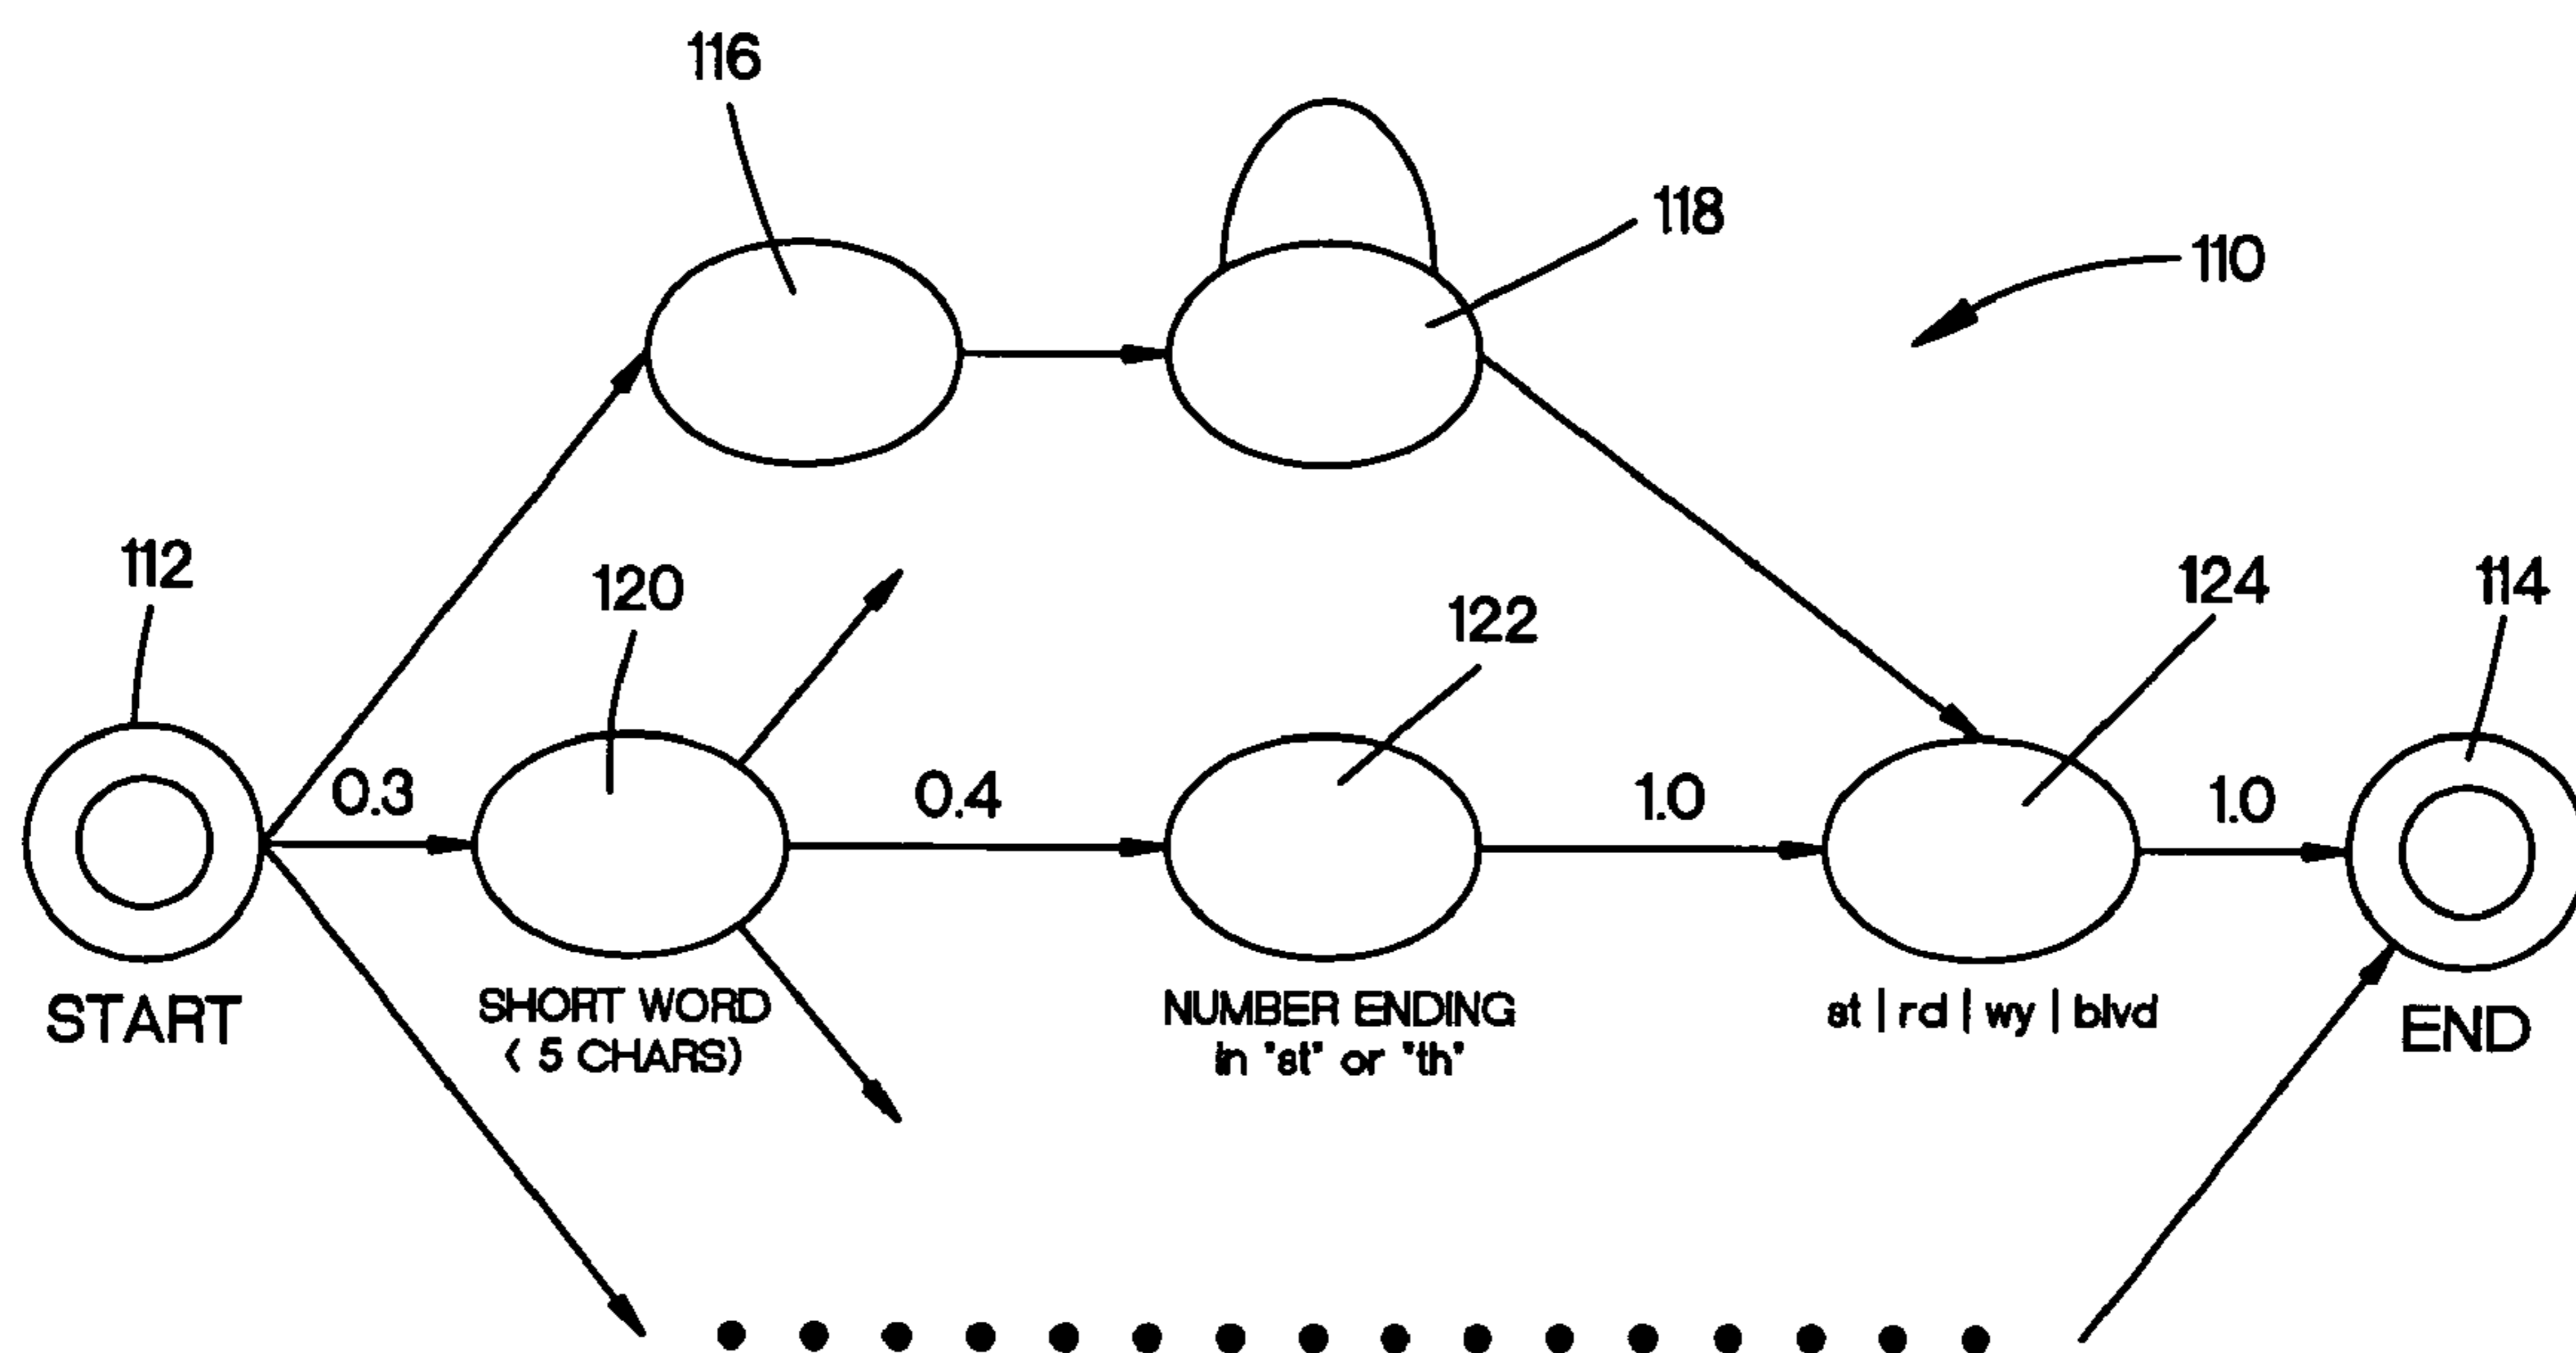 116
118
110
112
120
122
124
114
0.3
0.4
1.0
1.0
START
SHORT WORD
< 5 CHARS)
NUMBER ENDING
in "st" or "th"
st | rd | wy | blvd
END